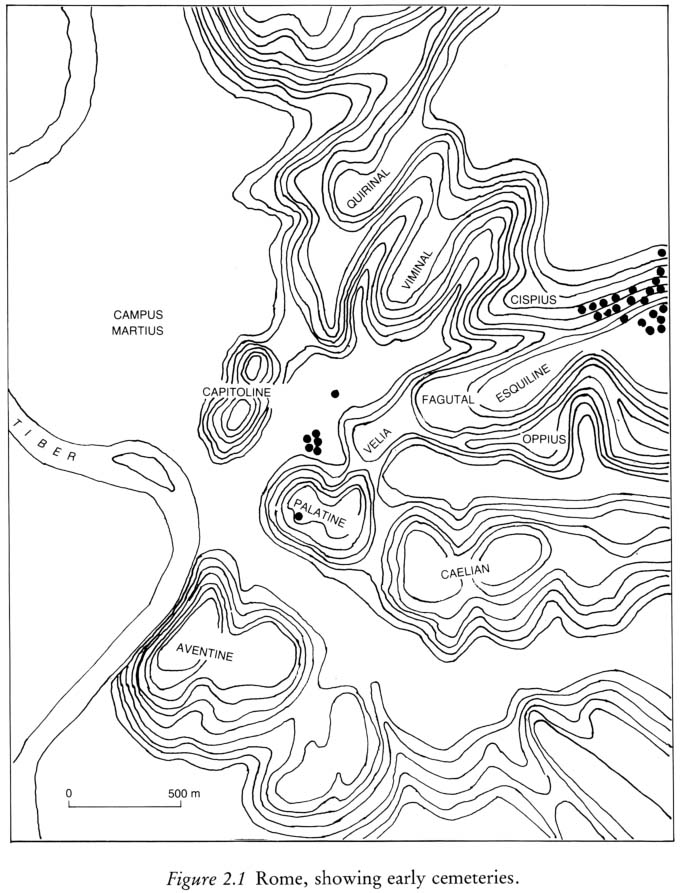 QUIRINAL
VIMINAL
CISPIUS
CAMPUS
MARTIUS
CAPITOLINE
FAGUTAL
ESQUILINE
TIBER
VELIA
OPPIUS
PALATINE
CAELIAN
AVENTINE
0 500 m
Figure 2.1 Rome, showing early cemeteries.